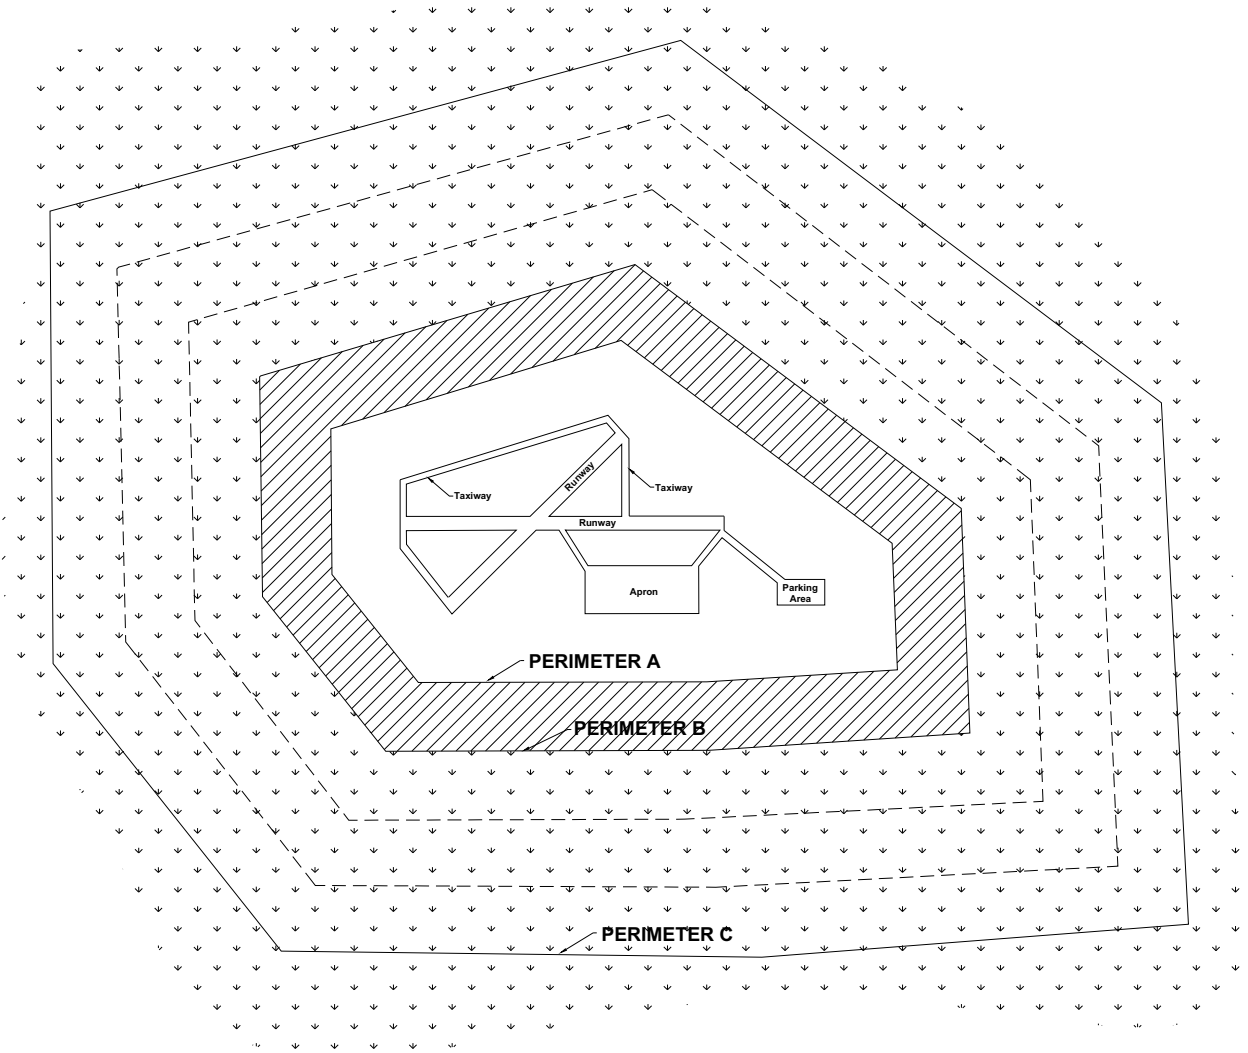 Runway
Taxiway
Taxiway
Runway
Parking
Area
Apron
PERIMETER A
PERIMETER B
PERIMETER C